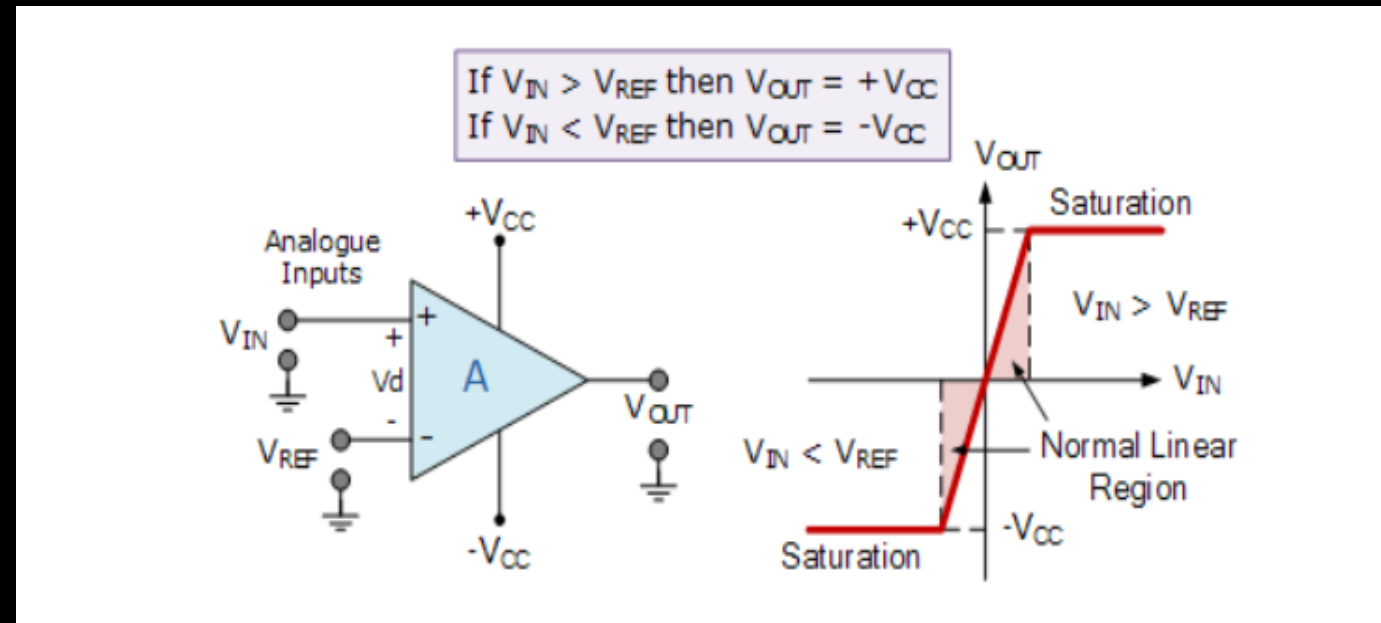 If VIN > VREF then VOUT = +VCC
If VIN < VREF then VOUT = -VCC
VOUT
Saturation
+VCC
+VCC
Analogue
Inputs
VIN
+
+
Vd
A
-
-
VREF
VOUT
-VCC
VIN > VREF
VIN
VIN < VREF
Normal Linear
Region
-VCC
Saturation